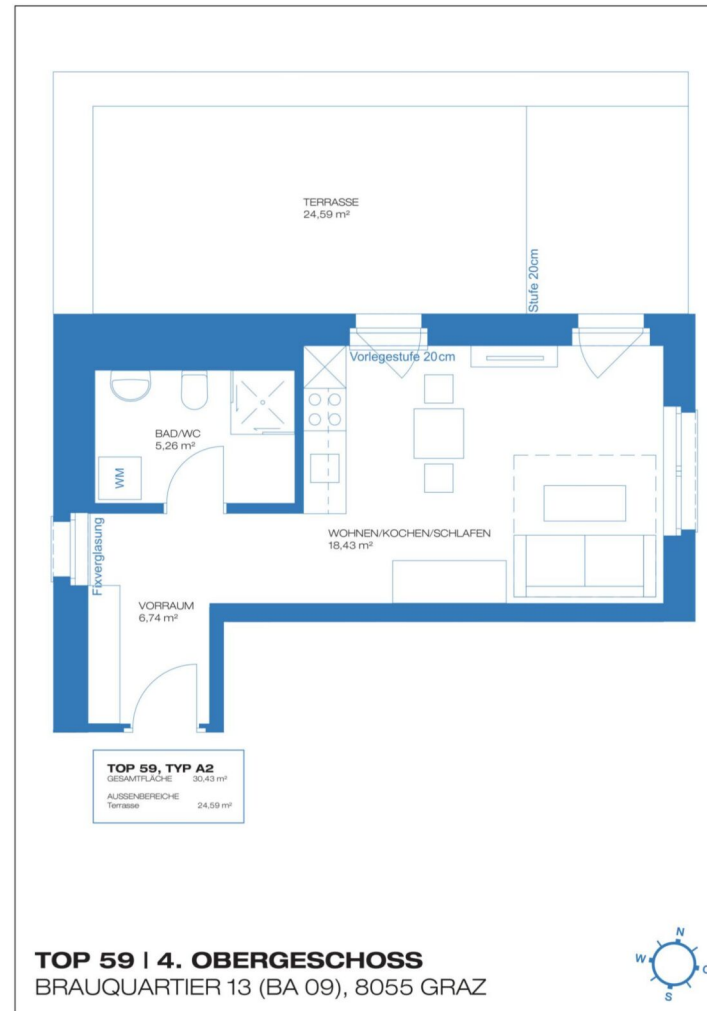 TERRASSE
24,59 m²
Stufe 20cm
Vorlegestufe 20cm
BAD/WC
5,26 m²
WM
Fixverglasung
WOHNEN/KOCHEN/SCHLAFEN
18,43 m²
VORRAUM
6,74 m²
TOP 59, TYP A2
GESAMTFLÄCHE 30,43 m²
AUSSENBEREICHE
Terrasse 24,59 m²
TOP 59 | 4. OBERGESCHOSS
BRAUQUARTIER 13 (BA 09), 8055 GRAZ
N
W
O
S